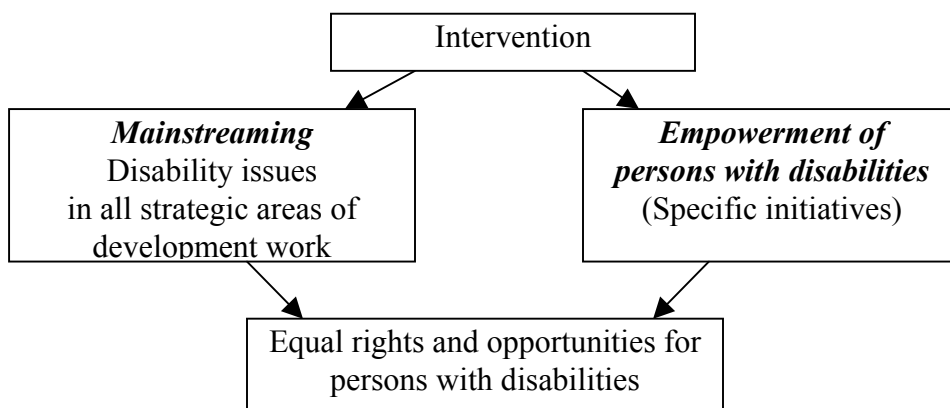 Intervention
Mainstreaming
Disability issues
in all strategic areas of
development work
Empowerment of
persons with disabilities
(Specific initiatives)
Equal rights and opportunities for
persons with disabilities